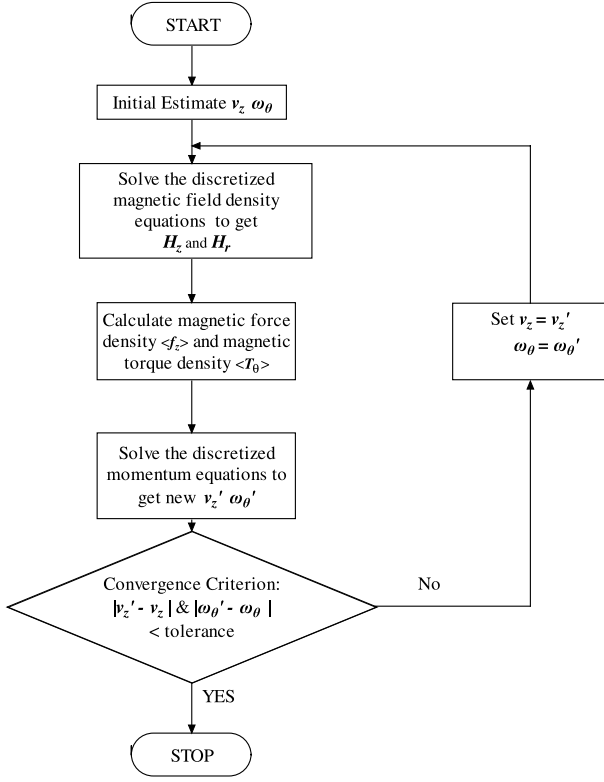 START
Initial Estimate v_z ω_θ
Solve the discretized
magnetic field density
equations to get
H_z and H_r
Calculate magnetic force
density <f_z> and magnetic
torque density <T_θ>
Set v_z = v_z'
ω_θ = ω_θ'
Solve the discretized
momentum equations to
get new v_z' ω_θ'
Convergence Criterion:
|v_z' - v_z | & |ω_θ' - ω_θ |
< tolerance
No
YES
STOP